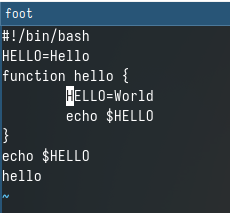 foot
#!/bin/bash
HELLO=Hello
function hello {
        HELLO=World
        echo $HELLO
}
echo $HELLO
hello
~